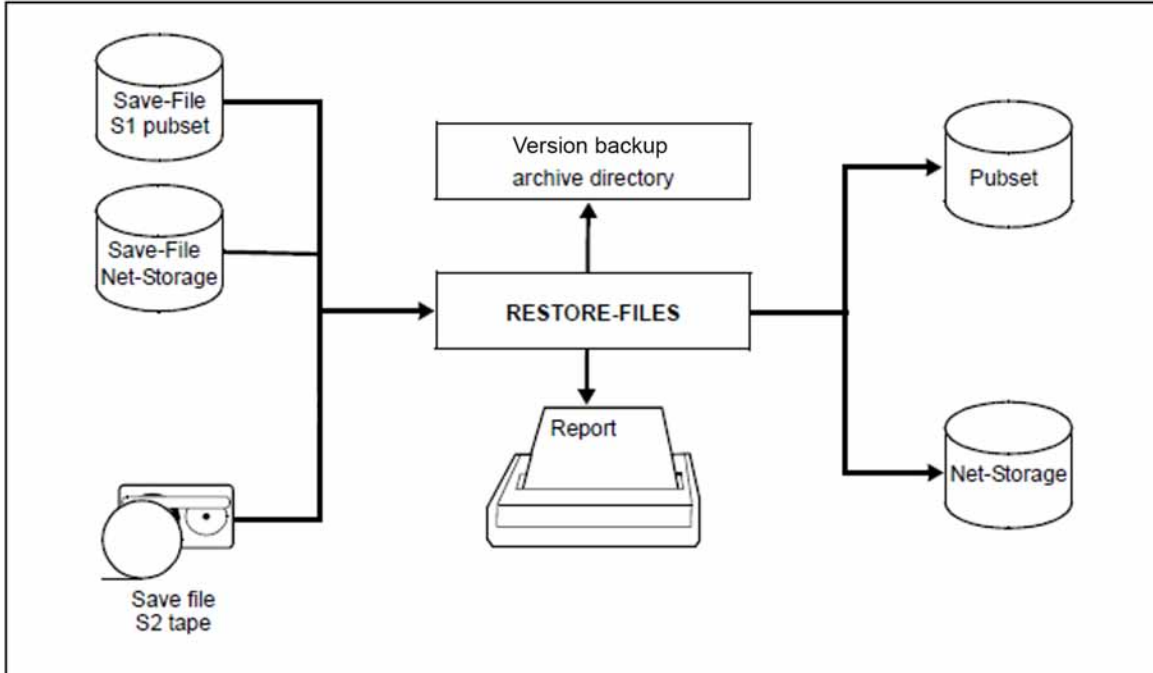 Save-File
S1 pubset
Save-File
Net-Storage
Save file
S2 tape
Version backup
archive directory
RESTORE-FILES
Report
Pubset
Net-Storage